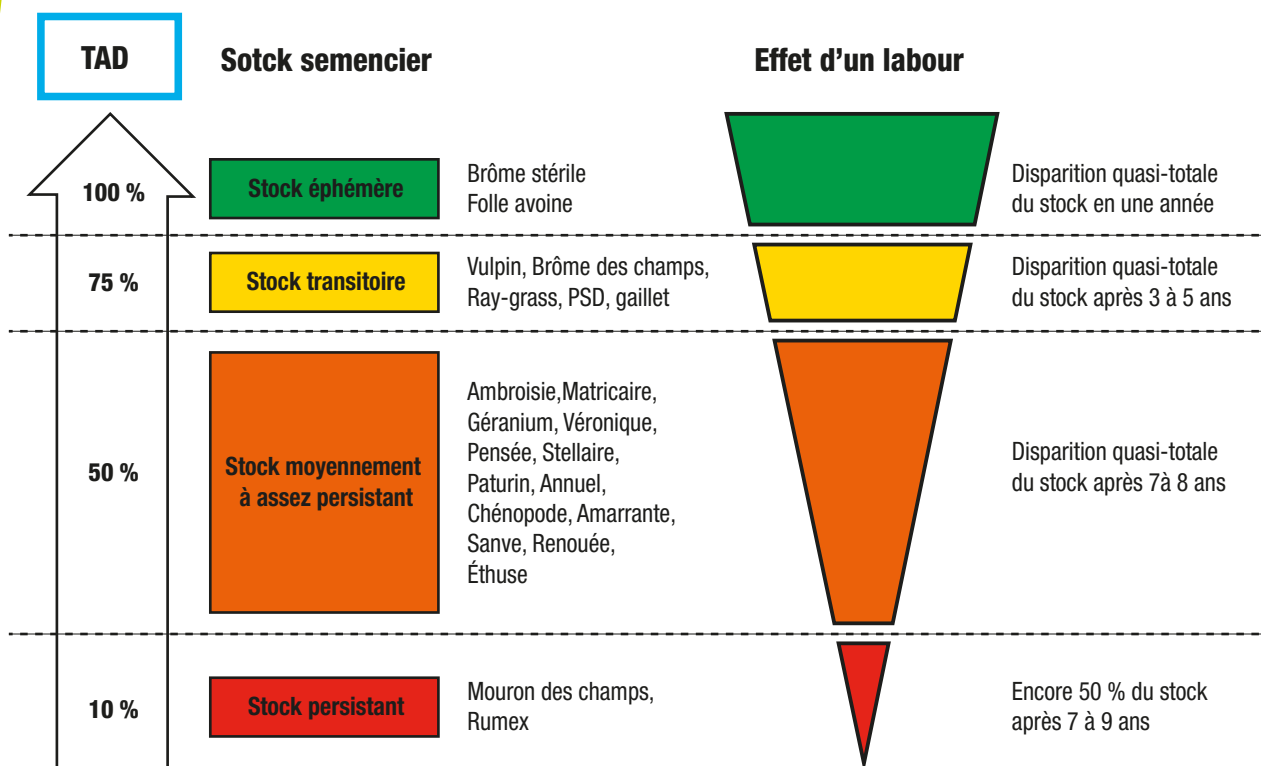 TAD
Sotck semencier
Effet d’un labour
100 %
Stock éphémère
Brôme stérile
Folle avoine
Disparition quasi-totale
du stock en une année
75 %
Stock transitoire
Vulpin, Brôme des champs,
Ray-grass, PSD, gaillet
Disparition quasi-totale
du stock après 3 à 5 ans
50 %
Stock moyennement
à assez persistant
Ambroisie,Matricaire,
Géranium, Véronique,
Pensée, Stellaire,
Paturin, Annuel,
Chénopode, Amarrante,
Sanve, Renouée,
Éthuse
Disparition quasi-totale
du stock après 7à 8 ans
10 %
Stock persistant
Mouron des champs,
Rumex
Encore 50 % du stock
après 7 à 9 ans